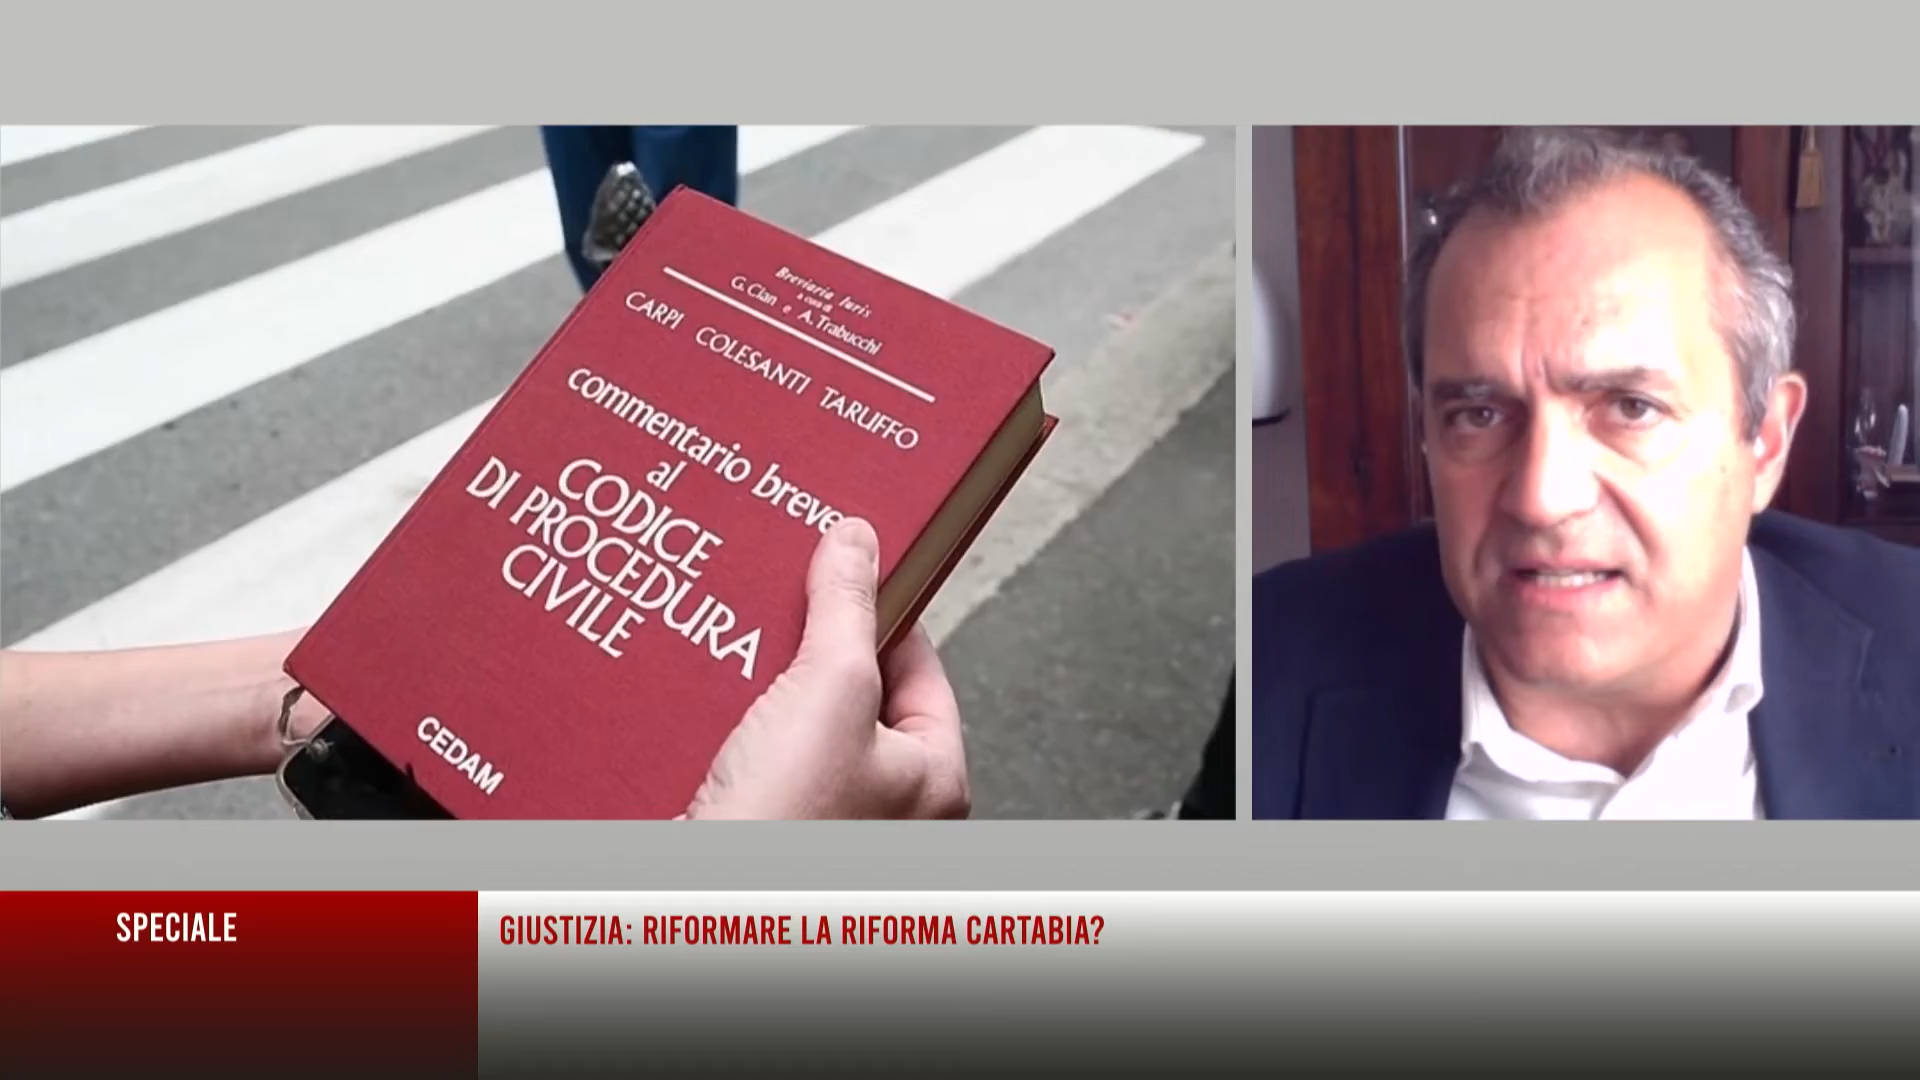 Breviaria Iuris
a cura di
G. Cian e A. Trabucchi
CARPI COLESANTI TARUFFO
commentario breve
al
CODICE
DI PROCEDURA
CIVILE
CEDAM
SPECIALE
GIUSTIZIA: RIFORMARE LA RIFORMA CARTABIA?